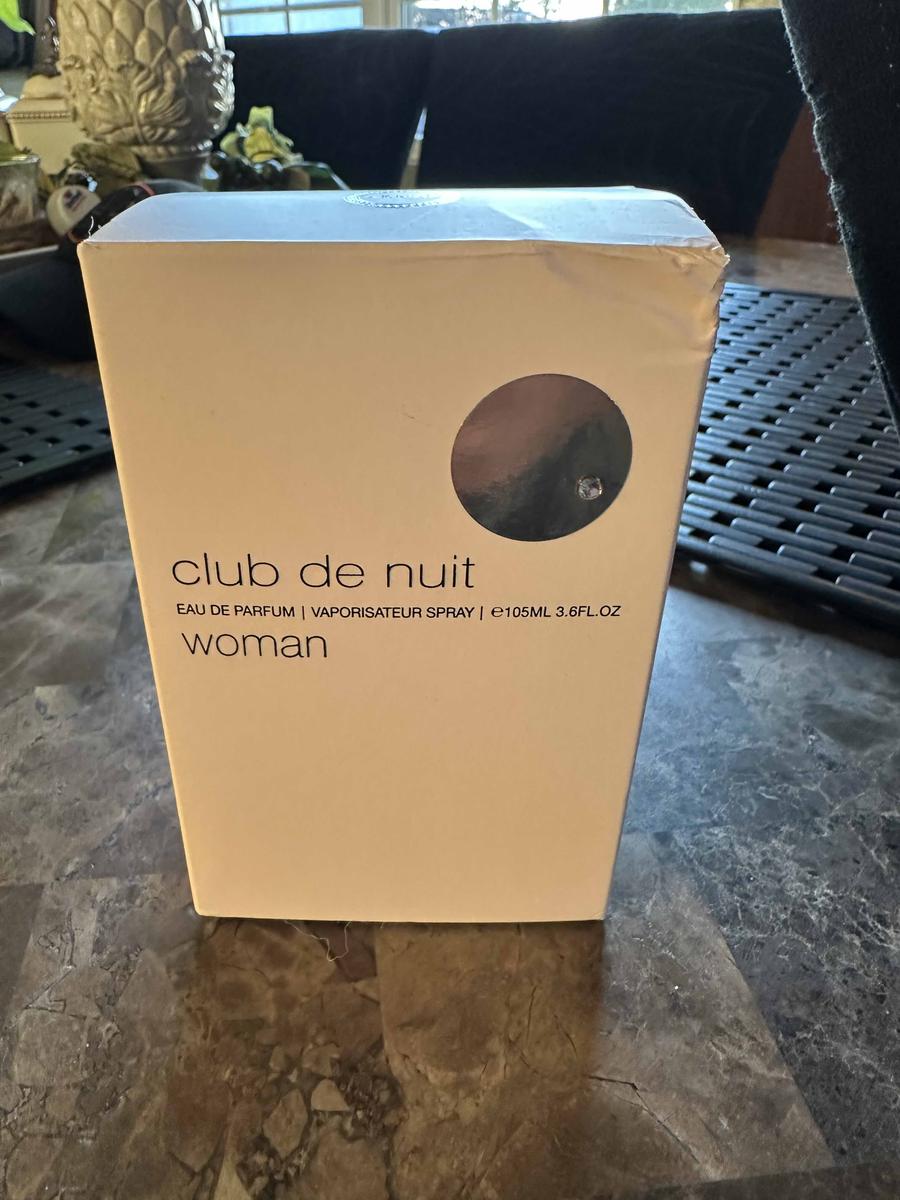 club de nuit
EAU DE PARFUM | VAPORISATEUR SPRAY | ℮105ML 3.6FL.OZ
woman